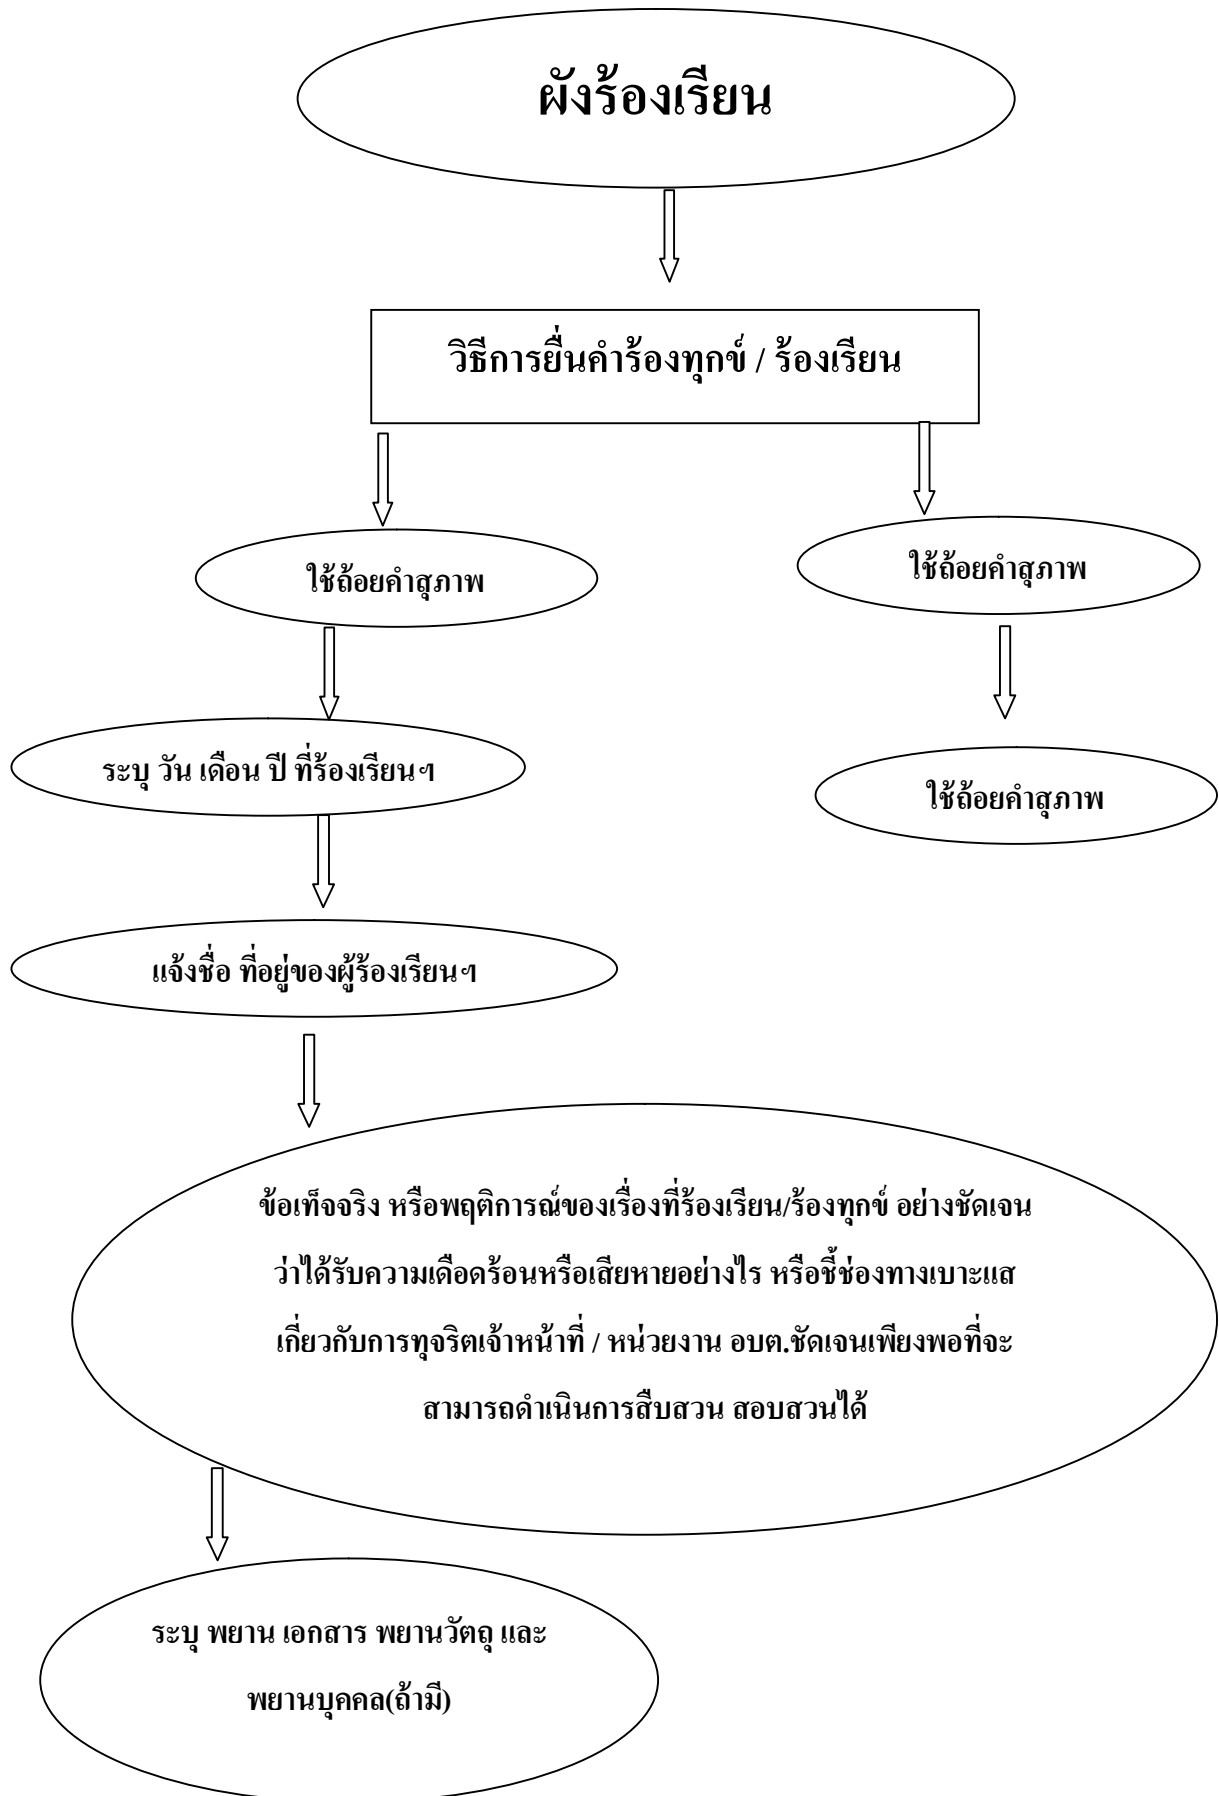 ผังร้องเรียน
วิธีการยื่นคำร้องทุกข์ / ร้องเรียน
ใช้ถ้อยคำสุภาพ
ใช้ถ้อยคำสุภาพ
ระบุ วัน เดือน ปี ที่ร้องเรียนฯ
ใช้ถ้อยคำสุภาพ
แจ้งชื่อ ที่อยู่ของผู้ร้องเรียนฯ
ข้อเท็จจริง หรือพฤติการณ์ของเรื่องที่ร้องเรียน/ร้องทุกข์ อย่างชัดเจน
ว่าได้รับความเดือดร้อนหรือเสียหายอย่างไร หรือชี้ช่องทางเบาะแส
เกี่ยวกับการทุจริตเจ้าหน้าที่ / หน่วยงาน อบต.ชัดเจนเพียงพอที่จะ
สามารถดำเนินการสืบสวน สอบสวนได้
ระบุ พยาน เอกสาร พยานวัตถุ และ
พยานบุคคล(ถ้ามี)